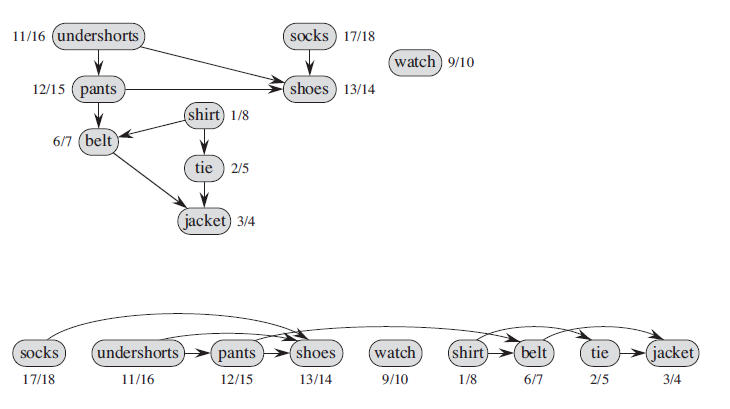 11/16 undershorts socks 17/18
watch 9/10
12/15 pants shoes 13/14
shirt 1/8
6/7 belt
tie 2/5
jacket 3/4
socks undershorts pants shoes watch shirt belt tie jacket
17/18 11/16 12/15 13/14 9/10 1/8 6/7 2/5 3/4